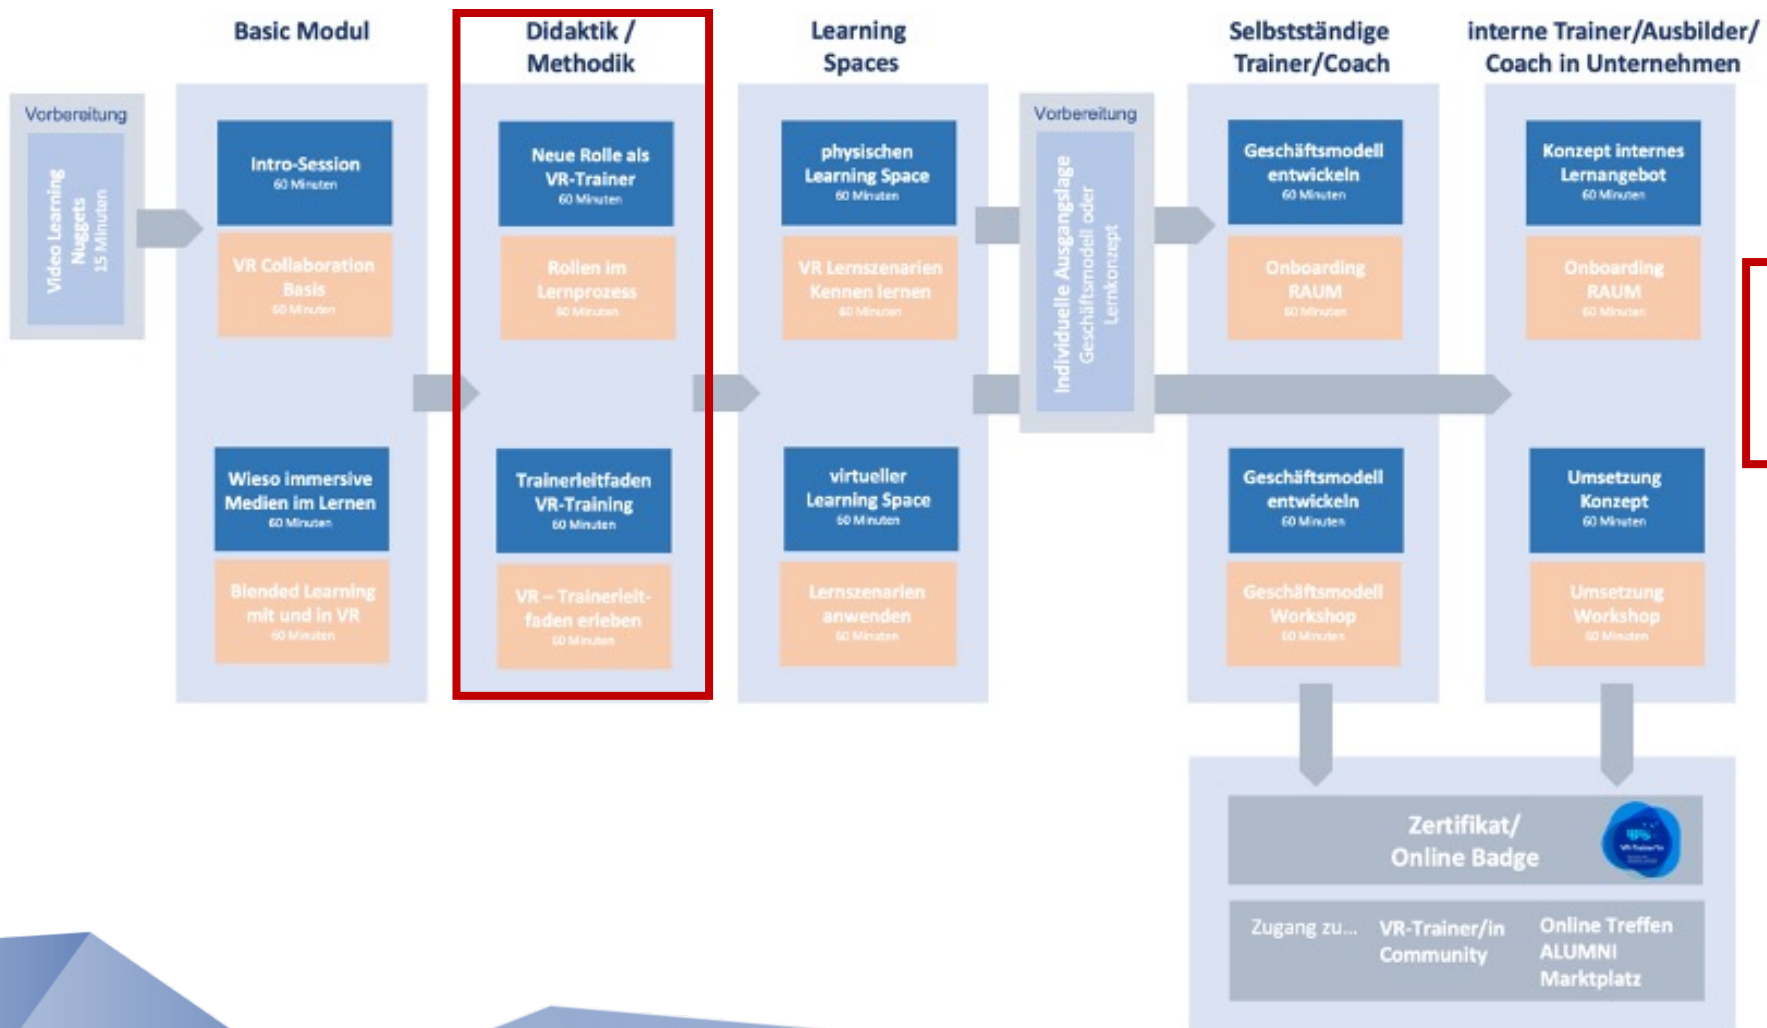 Basic Modul
Didaktik /
Methodik
Learning
Spaces
Selbstständige
Trainer/Coach
interne Trainer/Ausbilder/
Coach in Unternehmen
Vorbereitung
Video Learning
Nuggets
15 Minuten
Intro-Session
60 Minuten
VR Collaboration
Basis
60 Minuten
Wieso immersive
Medien im Lernen
60 Minuten
Blended Learning
mit und in VR
60 Minuten
Neue Rolle als
VR-Trainer
60 Minuten
Rollen im
Lernprozess
60 Minuten
Trainerleitfaden
VR-Training
60 Minuten
VR – Trainerleit-
faden erleben
60 Minuten
physischen
Learning Space
60 Minuten
VR Lernszenarien
Kennen lernen
60 Minuten
virtueller
Learning Space
60 Minuten
Lernszenarien
anwenden
60 Minuten
Vorbereitung
Individuelle Ausgangslage
Geschäftsmodell oder
Lernkonzept
Geschäftsmodell
entwickeln
60 Minuten
Onboarding
RAUM
60 Minuten
Geschäftsmodell
entwickeln
60 Minuten
Geschäftsmodell
Workshop
60 Minuten
Konzept internes
Lernangebot
60 Minuten
Onboarding
RAUM
60 Minuten
Umsetzung
Konzept
60 Minuten
Umsetzung
Workshop
60 Minuten
Zertifikat/
Online Badge
VR-Trainer*in
Zugang zu...
VR-Trainer/in
Community
Online Treffen
ALUMNI
Marktplatz